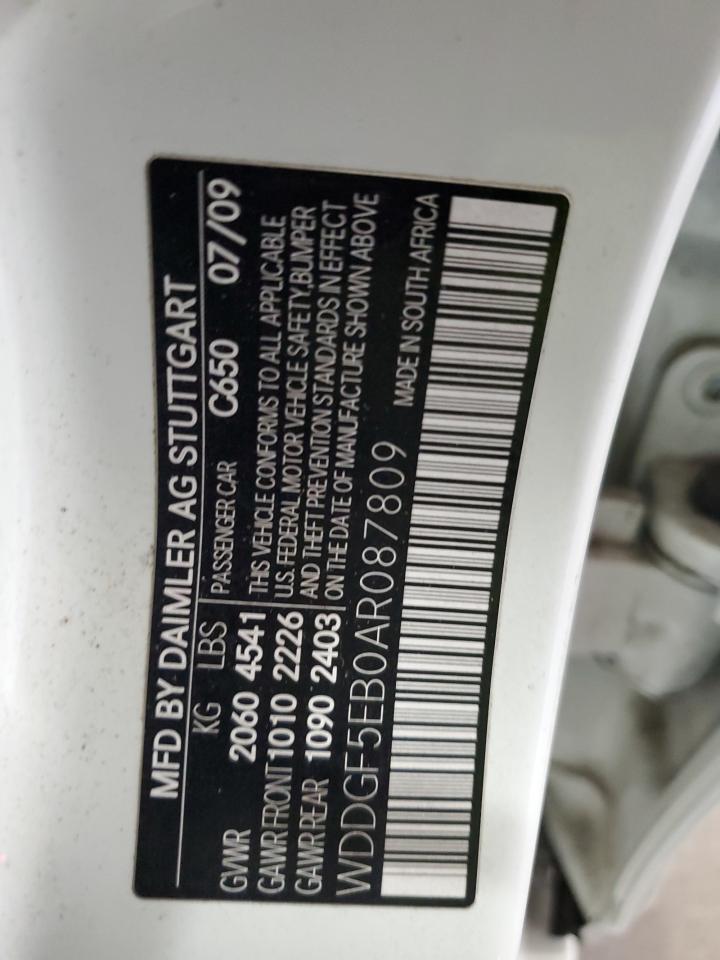 MFD BY DAIMLER AG STUTTGART
KG LBS PASSENGER CAR C650 07/09
GVWR 2060 4541 THIS VEHICLE CONFORMS TO ALL APPLICABLE
GAWR FRONT 1010 2226 U.S. FEDERAL MOTOR VEHICLE SAFETY,BUMPER
GAWR REAR 1090 2403 AND THEFT PREVENTION STANDARDS IN EFFECT
ON THE DATE OF MANUFACTURE SHOWN ABOVE
WDDGF5EB0AR087809 MADE IN SOUTH AFRICA